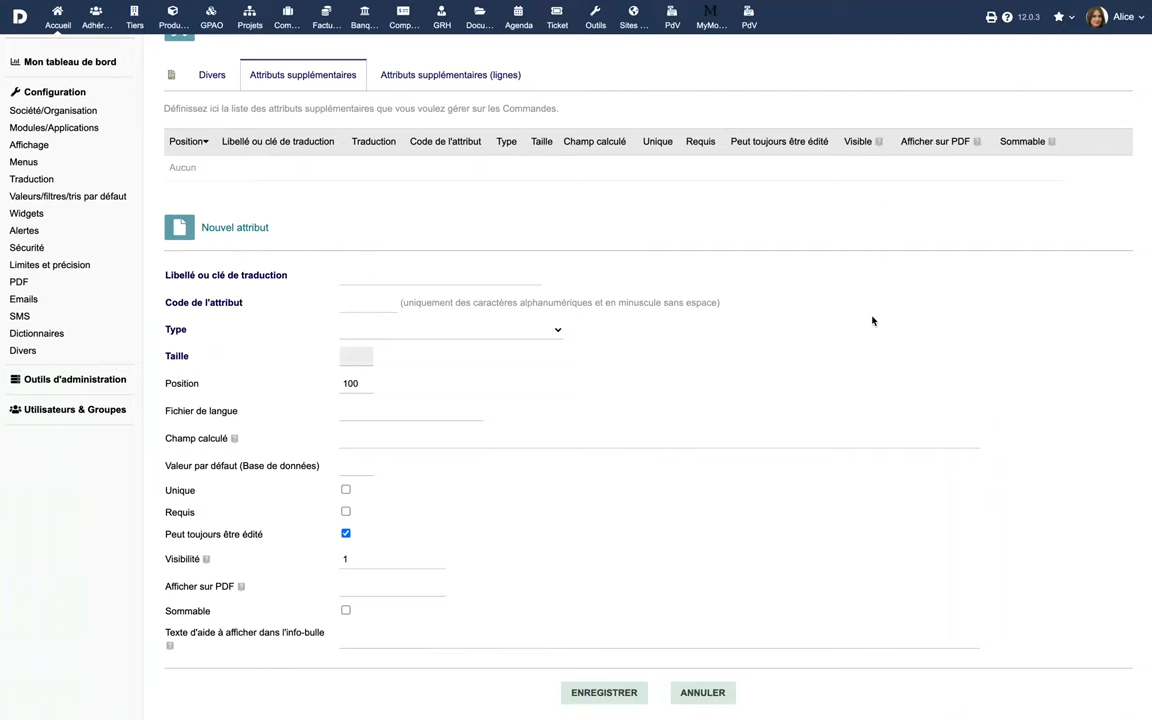 Accueil Adhér... Tiers Produ... GPAO Projets Com... Factu... Banq... Comp... GRH Docu... Agenda Ticket Outils Sites ... PdV MyMo... PdV 12.0.3 Alice
Mon tableau de bord
Configuration
Société/Organisation
Modules/Applications
Affichage
Menus
Traduction
Valeurs/filtres/tris par défaut
Widgets
Alertes
Sécurité
Limites et précision
PDF
Emails
SMS
Dictionnaires
Divers
Outils d'administration
Utilisateurs & Groupes
Divers Attributs supplémentaires Attributs supplémentaires (lignes)
Définissez ici la liste des attributs supplémentaires que vous voulez gérer sur les Commandes.
Position Libellé ou clé de traduction Traduction Code de l'attribut Type Taille Champ calculé Unique Requis Peut toujours être édité Visible ? Afficher sur PDF ? Sommable ?
Aucun
Nouvel attribut
Libellé ou clé de traduction
Code de l'attribut (uniquement des caractères alphanumériques et en minuscule sans espace)
Type
Taille
Position 100
Fichier de langue
Champ calculé ?
Valeur par défaut (Base de données)
Unique
Requis
Peut toujours être édité
Visibilité ? 1
Afficher sur PDF ?
Sommable
Texte d'aide à afficher dans l'info-bulle
?
ENREGISTRER ANNULER